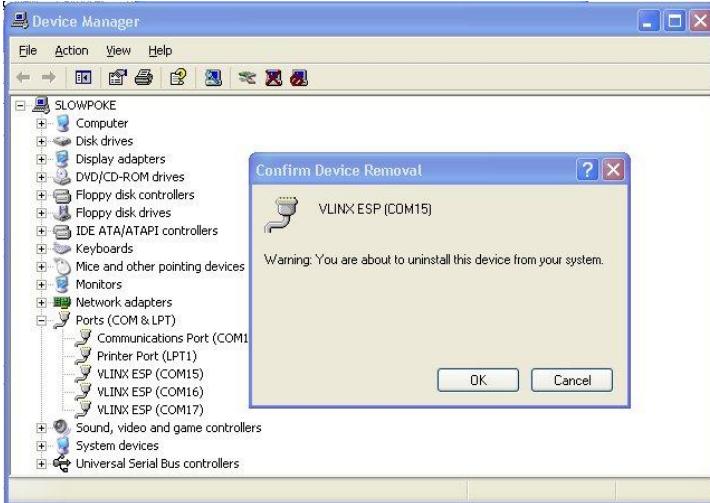 Device Manager
File Action View Help
SLOWPOKE
Computer
Disk drives
Display adapters
DVD/CD-ROM drives
Floppy disk controllers
Floppy disk drives
IDE ATA/ATAPI controllers
Keyboards
Mice and other pointing devices
Monitors
Network adapters
Ports (COM & LPT)
Communications Port (COM1
Printer Port (LPT1)
VLINX ESP (COM15)
VLINX ESP (COM16)
VLINX ESP (COM17)
Sound, video and game controllers
System devices
Universal Serial Bus controllers
Confirm Device Removal
VLINX ESP (COM15)
Warning: You are about to uninstall this device from your system.
OK Cancel